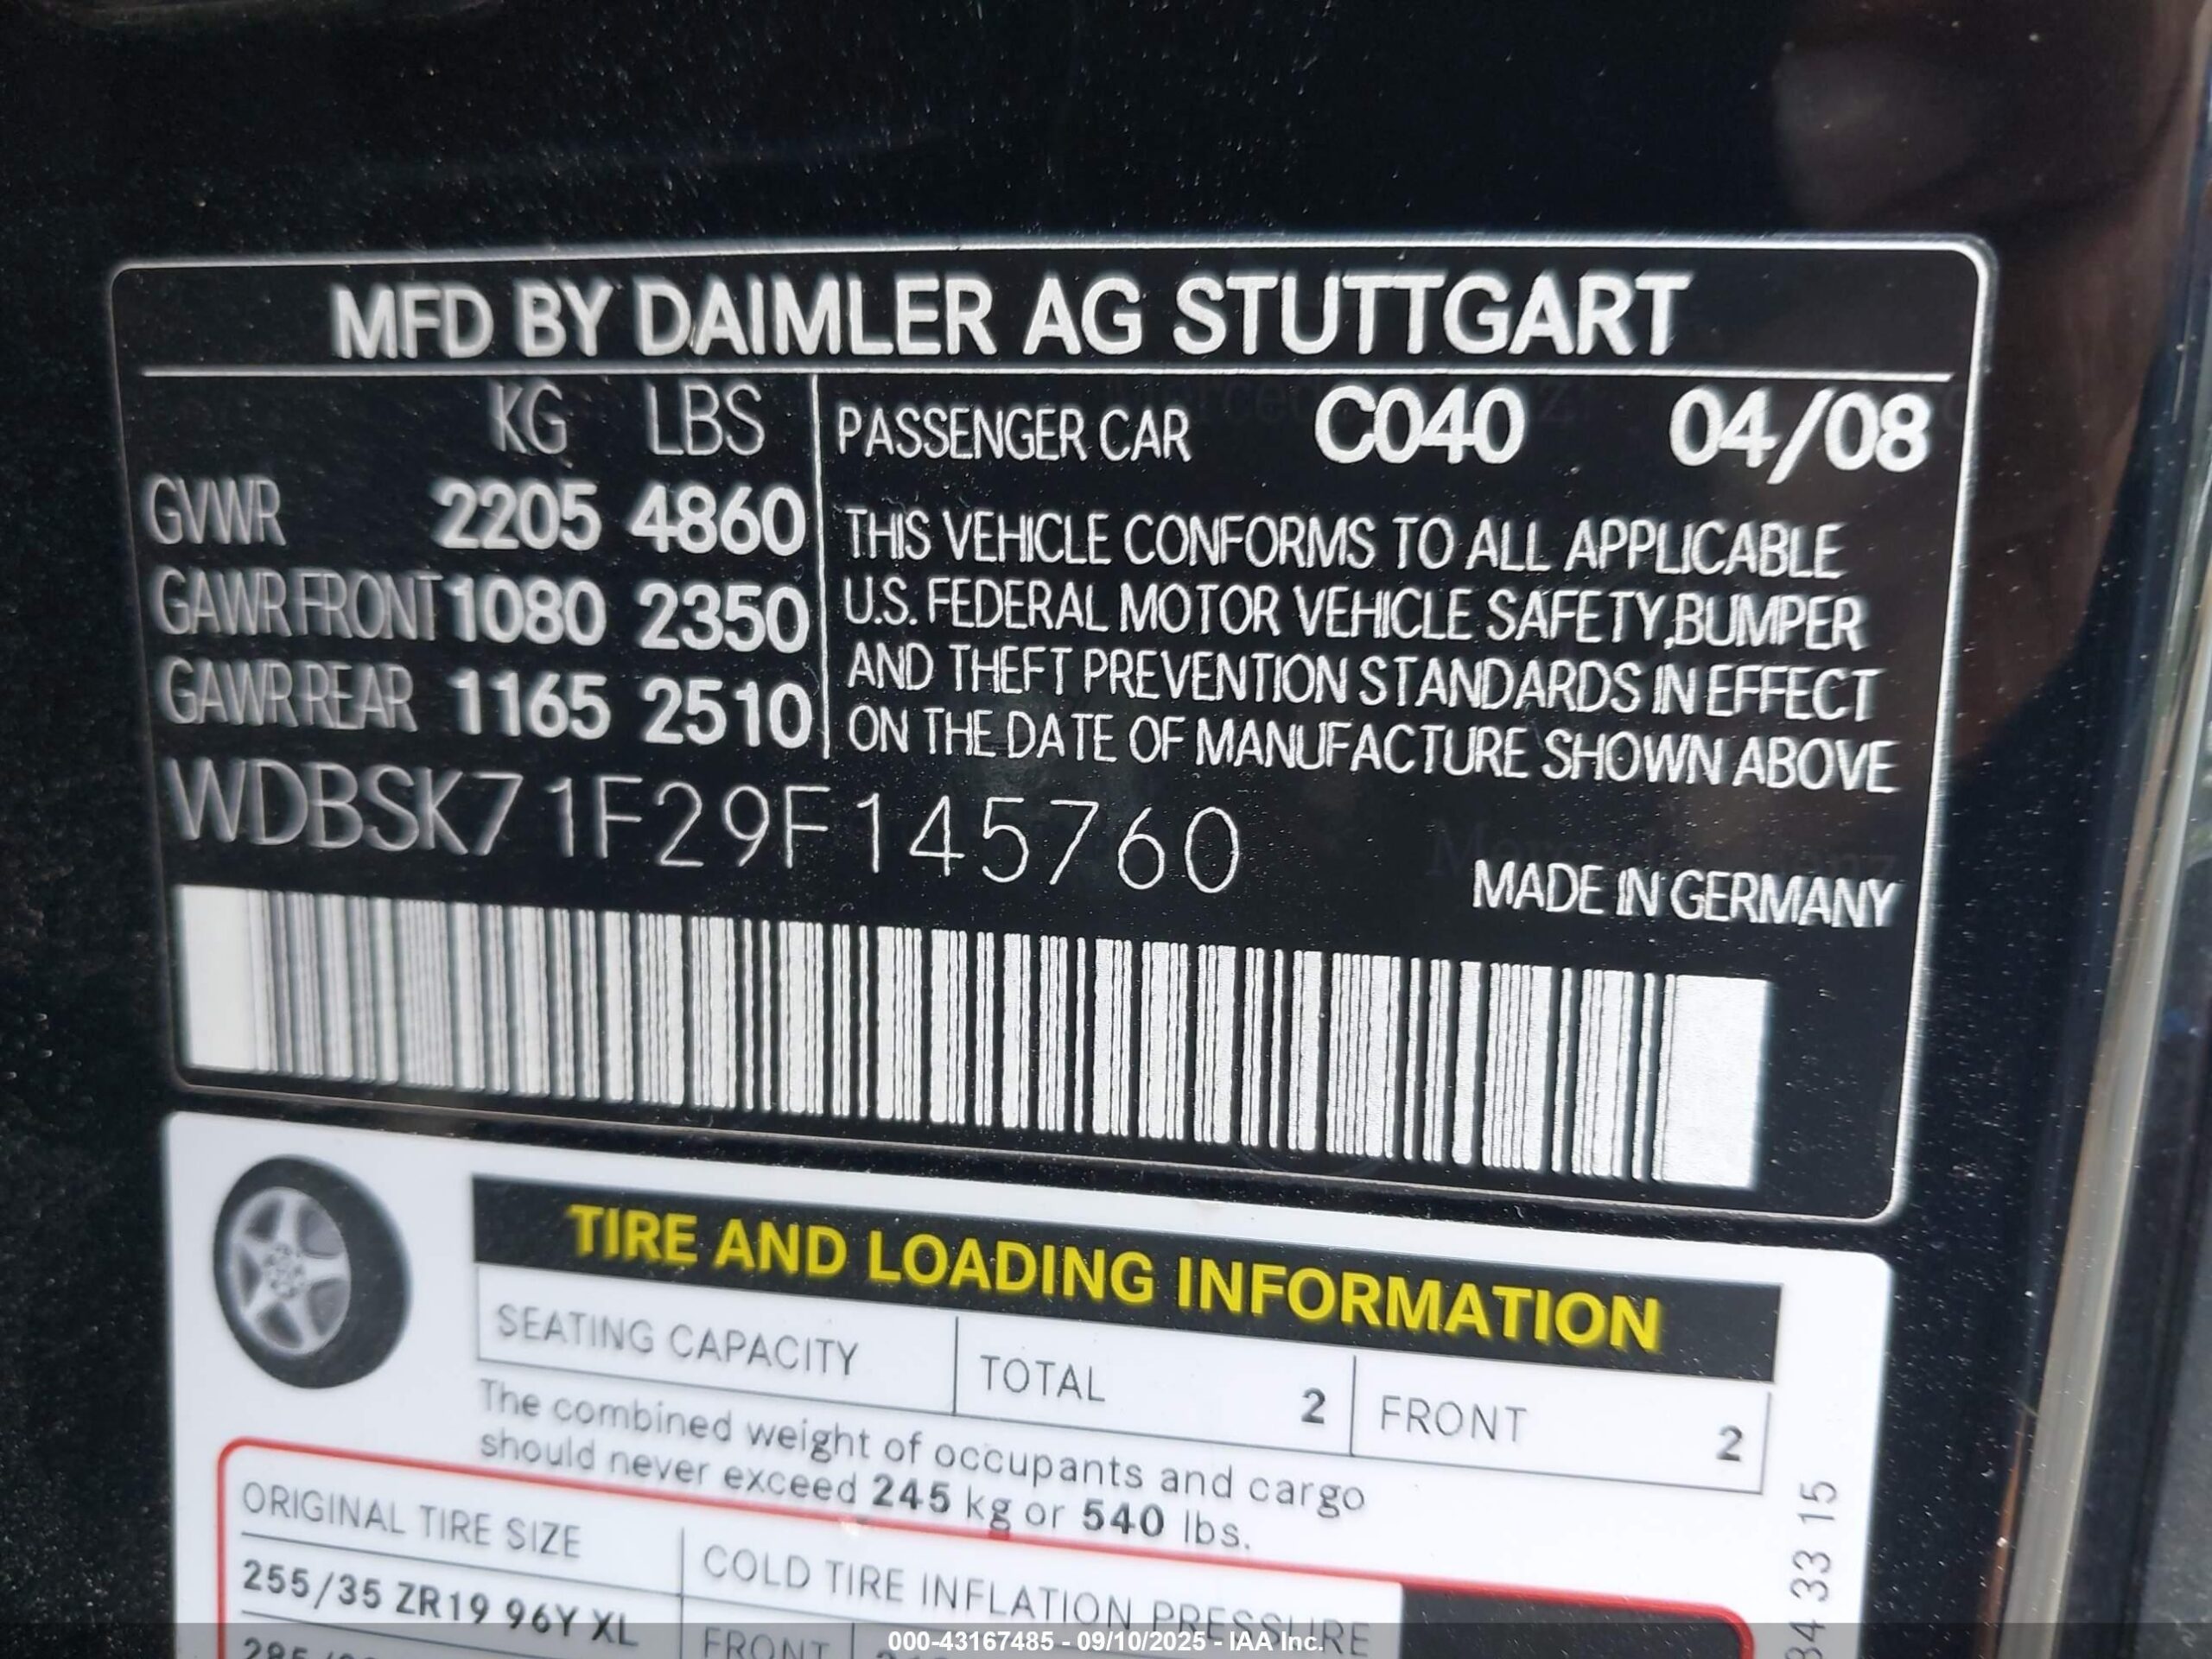 MFD BY DAIMLER AG STUTTGART
KG LBS
GVWR 2205 4860
GAWR FRONT 1080 2350
GAWR REAR 1165 2510
PASSENGER CAR C040 04/08
THIS VEHICLE CONFORMS TO ALL APPLICABLE
U.S. FEDERAL MOTOR VEHICLE SAFETY,BUMPER
AND THEFT PREVENTION STANDARDS IN EFFECT
ON THE DATE OF MANUFACTURE SHOWN ABOVE
WDBSK71F29F145760
MADE IN GERMANY
TIRE AND LOADING INFORMATION
SEATING CAPACITY TOTAL 2 FRONT 2
The combined weight of occupants and cargo
should never exceed 245 kg or 540 lbs.
ORIGINAL TIRE SIZE
COLD TIRE INFLATION PRESSURE
255/35 ZR19 96Y XL
FRONT
84 33 15
000-43167485 - 09/10/2025 - IAA Inc.